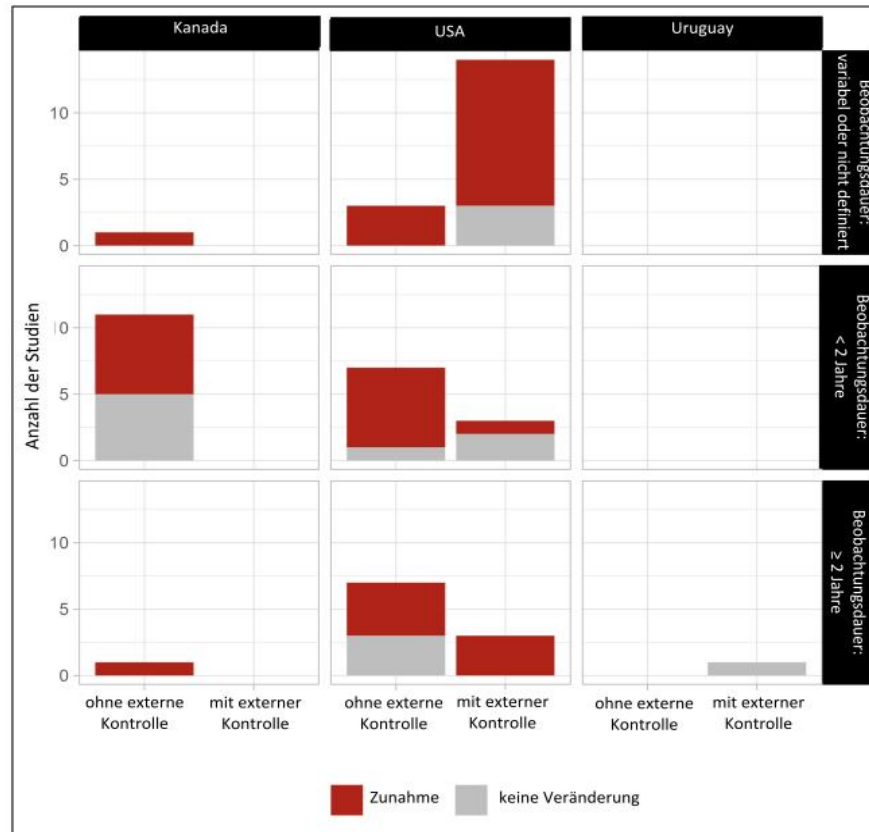 Kanada
USA
Uruguay
Beobachtungsdauer:
variabel oder nicht definiert
Beobachtungsdauer:
< 2 Jahre
Beobachtungsdauer:
≥ 2 Jahre
Anzahl der Studien
10
5
0
10
5
0
10
5
0
ohne externe
Kontrolle
mit externer
Kontrolle
ohne externe
Kontrolle
mit externer
Kontrolle
ohne externe
Kontrolle
mit externer
Kontrolle
Zunahme
keine Veränderung